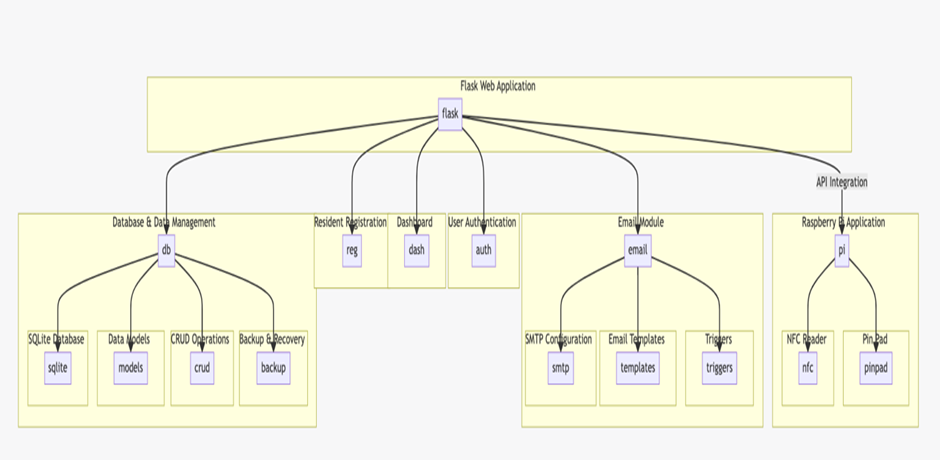 Flask Web Application
flask
API Integration
Database & Data Management
db
Resident Registration
reg
Dashboard
dash
User Authentication
auth
Email Module
email
Raspberry Pi Application
pi
SQLite Database
sqlite
Data Models
models
CRUD Operations
crud
Backup & Recovery
backup
SMTP Configuration
smtp
Email Templates
templates
Triggers
triggers
NFC Reader
nfc
Pin Pad
pinpad